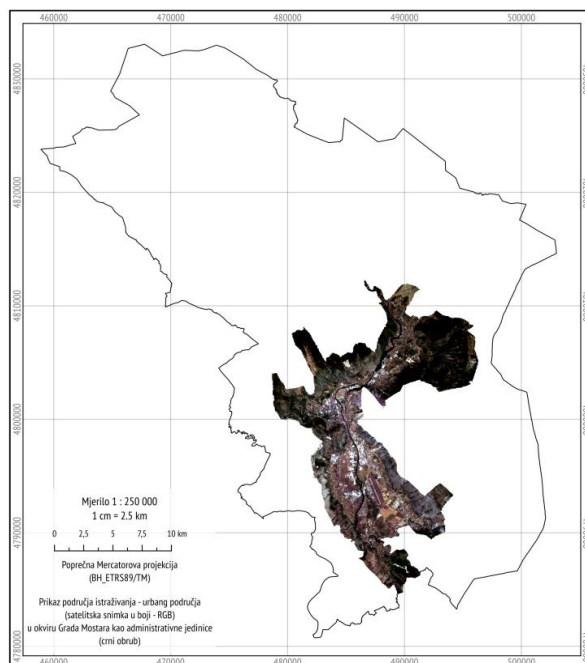 460000 470000 480000 490000 500000
4830000
4820000
4810000
4800000
4790000
4780000
Mjerilo 1 : 250 000
1 cm = 2.5 km
0 2,5 5 7,5 10 km
Poprečna Mercatorova projekcija
(BH_ETRS89/TM)
Prikaz područja istraživanja - urbang područja
(satelitska snimka u boji - RGB)
u okviru Grada Mostara kao administrativne jedinice
(crni obrub)
460000 470000 480000 490000 500000